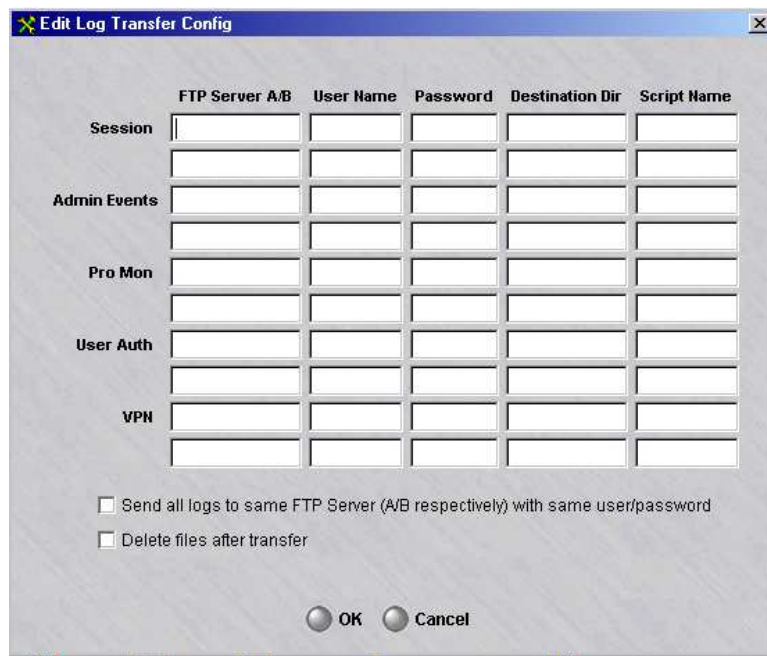 Edit Log Transfer Config
FTP Server A/B User Name Password Destination Dir Script Name
Session
Admin Events
Pro Mon
User Auth
VPN
Send all logs to same FTP Server (A/B respectively) with same user/password
Delete files after transfer
OK Cancel